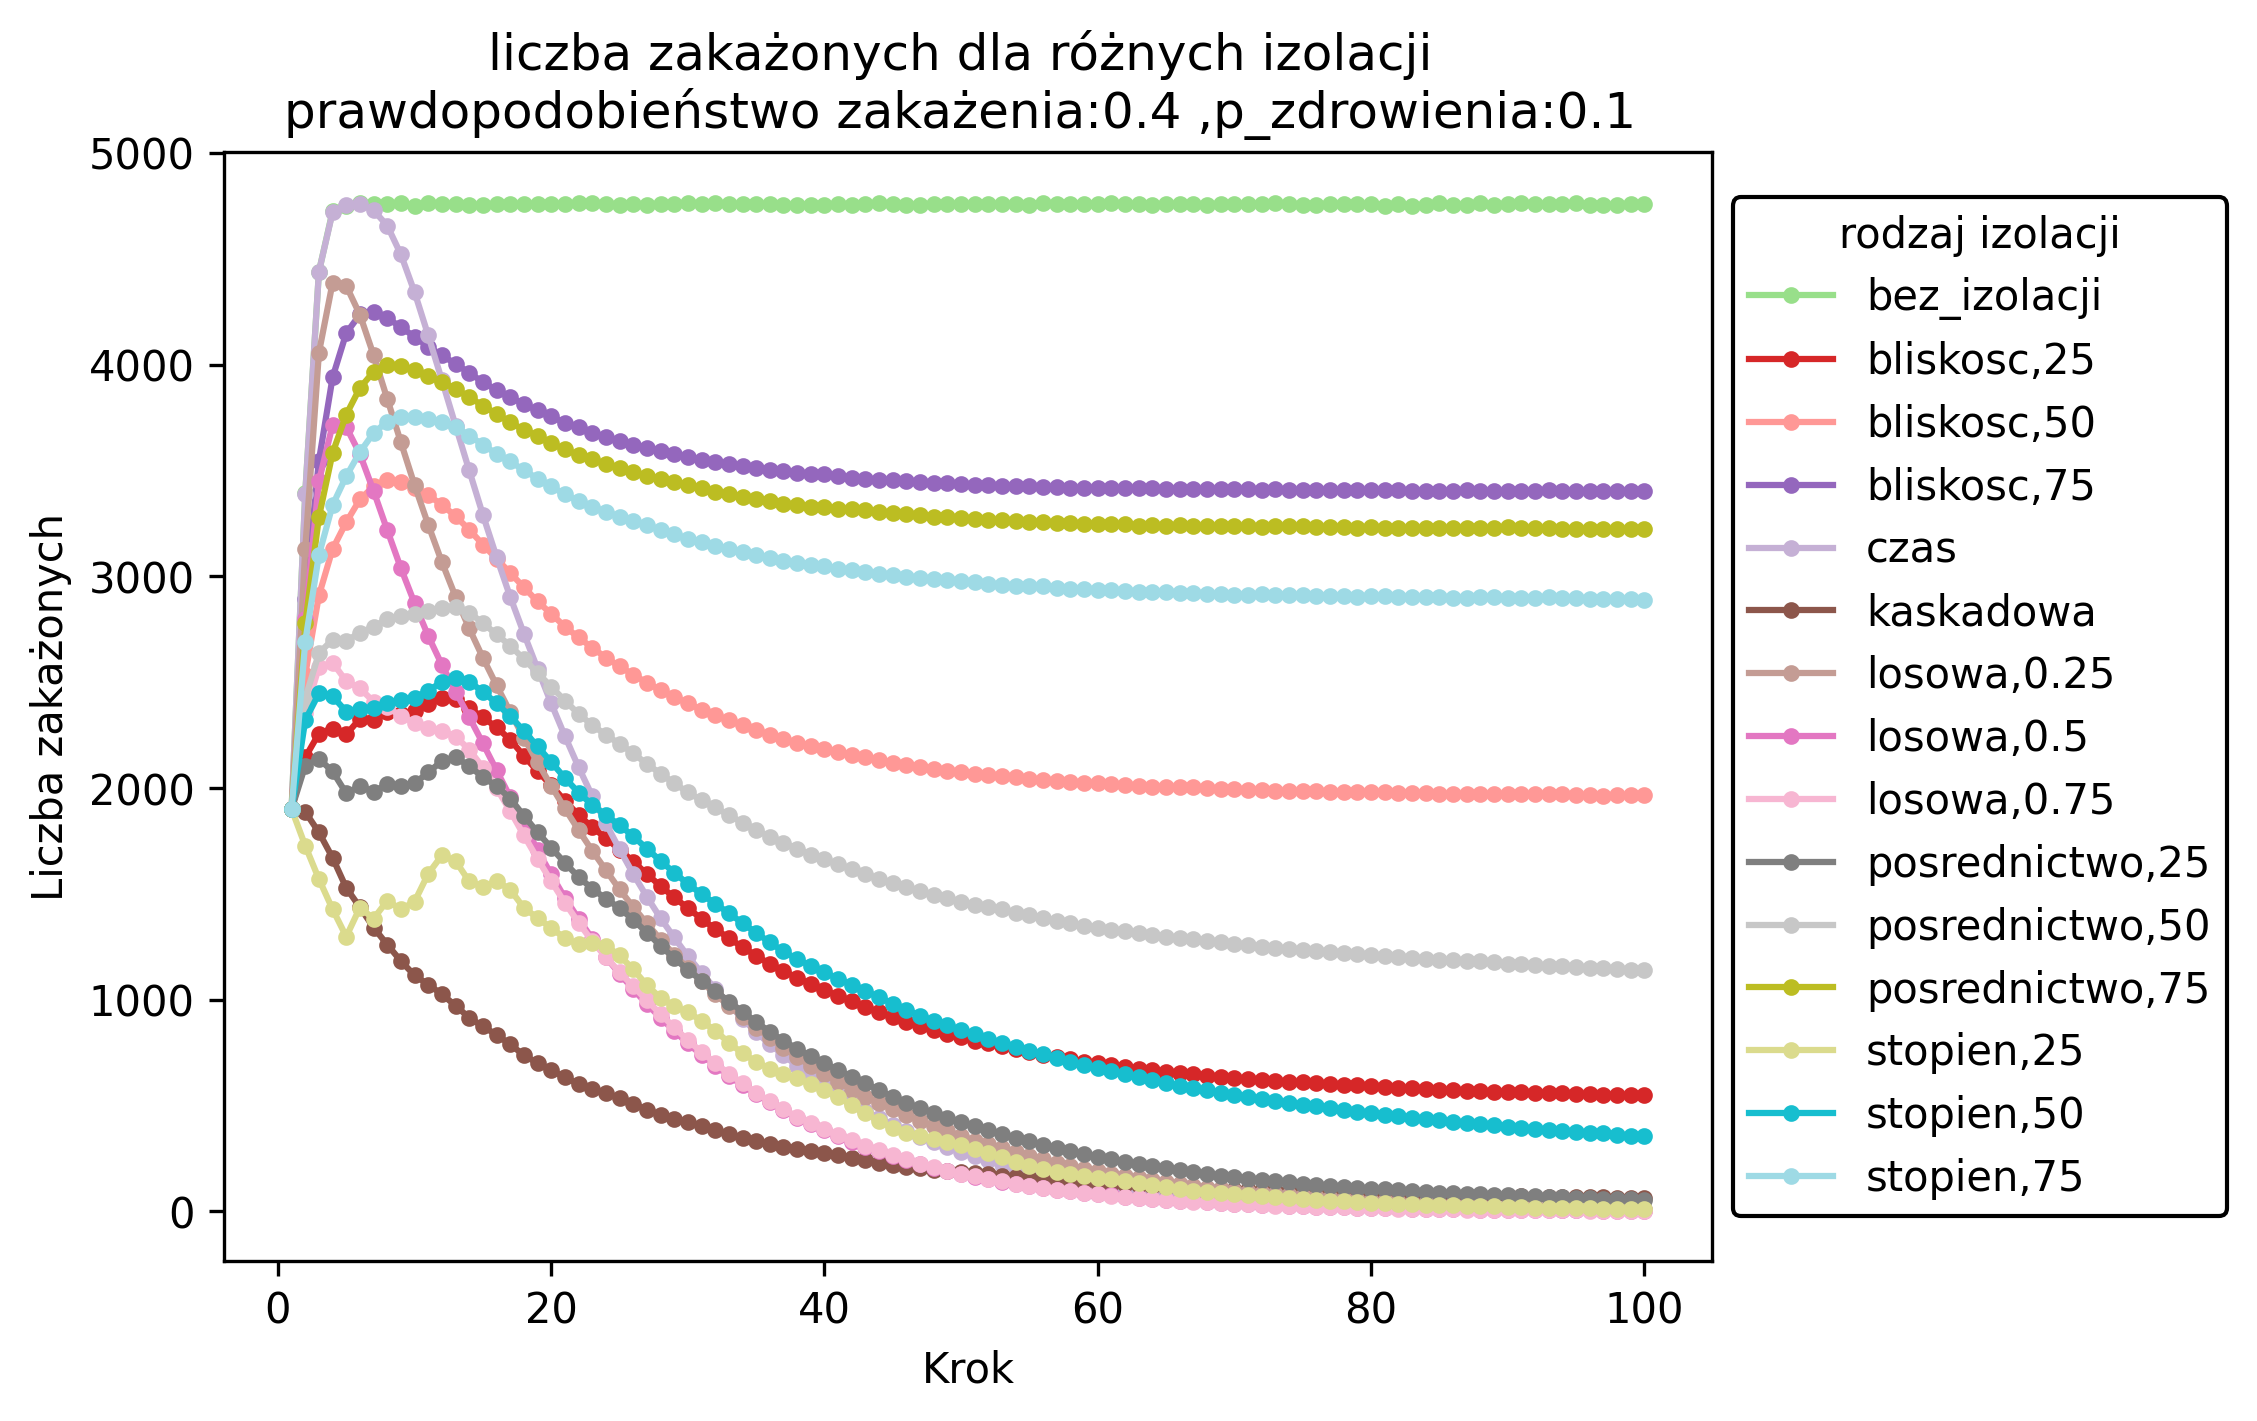 liczba zakażonych dla różnych izolacji
prawdopodobieństwo zakażenia:0.4 ,p_zdrowienia:0.1
Liczba zakażonych
5000
4000
3000
2000
1000
0
0 20 40 60 80 100
Krok
rodzaj izolacji
bez_izolacji
bliskosc,25
bliskosc,50
bliskosc,75
czas
kaskadowa
losowa,0.25
losowa,0.5
losowa,0.75
posrednictwo,25
posrednictwo,50
posrednictwo,75
stopien,25
stopien,50
stopien,75